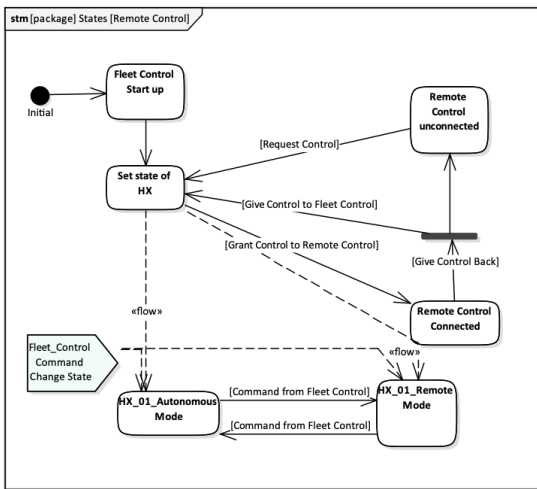 stm [package] States [Remote Control]
Fleet Control
Start up
Initial
Remote
Control
unconnected
[Request Control]
Set state of
HX
[Give Control to Fleet Control]
[Grant Control to Remote Control]
[Give Control Back]
Remote Control
Connected
«flow»
«flow»
Fleet_Control
Command
Change State
HX_01_Autonomous
Mode
[Command from Fleet Control]
HX_01_Remote
Mode
[Command from Fleet Control]